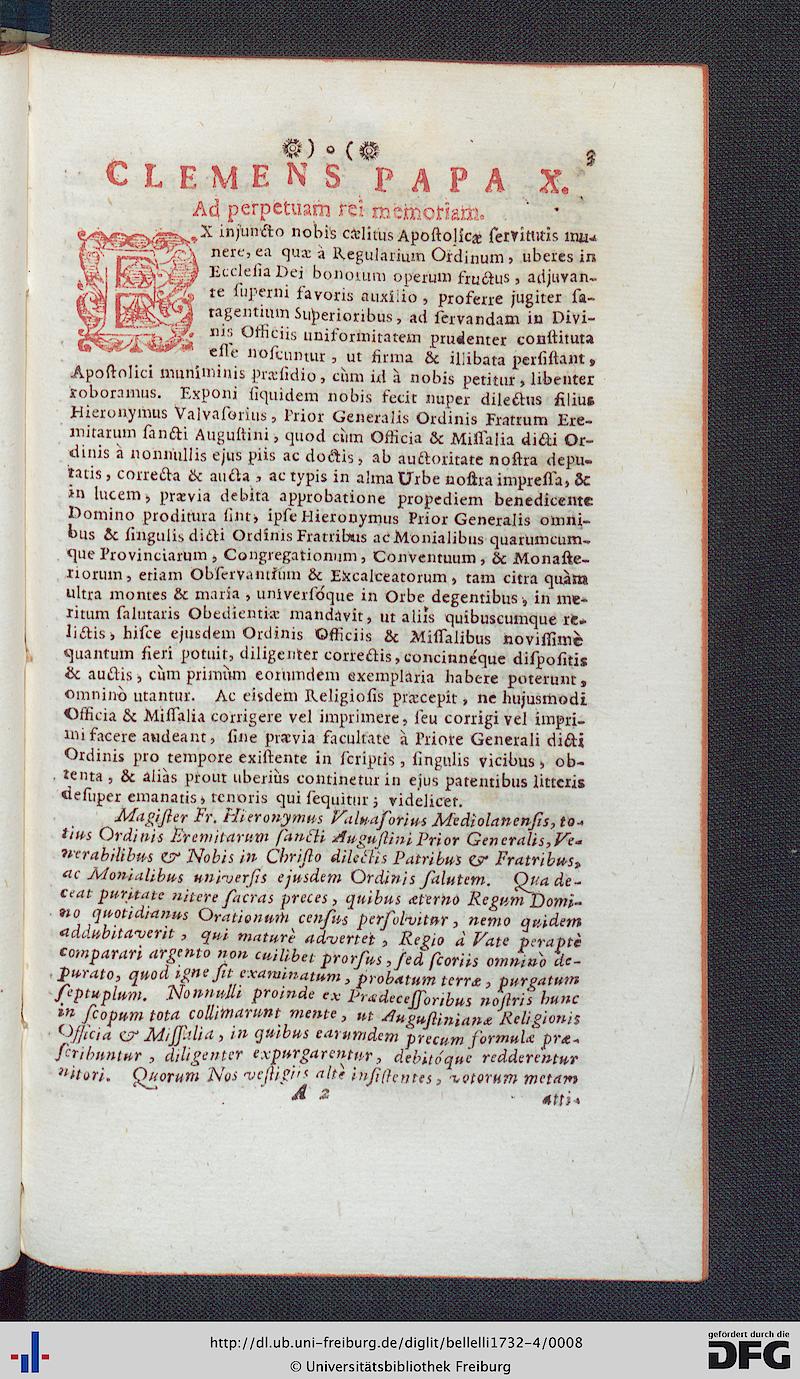 ) o (
3
CLEMENS PAPA X.
Ad perpetuam rei memoriam.
EX injuncto nobis cælitus Apoſtolicæ ſervitutis mu-
nere, ea quæ à Regularium Ordinum, uberes in
Eccleſia Dei bonorum operum fructus, adjuvan-
te ſuperni favoris auxilio, proferre jugiter ſa-
tagentium Superioribus, ad ſervandam in Divi-
nis Officiis uniformitatem prudenter conſtituta
eſſe noſcuntur, ut firma & illibata perſiſtant,
Apoſtolici muniminis præſidio, cùm id à nobis petitur, libenter
roboramus. Exponi ſiquidem nobis fecit nuper dilectus filius
Hieronymus Valvaſorius, Prior Generalis Ordinis Fratrum Ere-
mitarum ſancti Auguſtini, quod cùm Officia & Miſſalia dicti Or-
dinis à nonnullis ejus piis ac doctis, ab auctoritate noſtra depu-
tatis, correcta & aucta, ac typis in alma Urbe noſtra impreſſa, &
in lucem, prævia debita approbatione propediem benedicente
Domino proditura ſint, ipſe Hieronymus Prior Generalis omni-
bus & ſingulis dicti Ordinis Fratribus ac Monialibus quarumcum-
que Provinciarum, Congregationum, Conventuum, & Monaſte-
riorum, etiam Obſervantium & Excalceatorum, tam citra quàm
ultra montes & maria, univerſóque in Orbe degentibus, in me-
ritum ſalutaris Obedientiæ mandavit, ut aliis quibuscumque re-
lictis, hiſce ejusdem Ordinis Officiis & Miſſalibus noviſſimè
quantum fieri potuit, diligenter correctis, concinnéque diſpoſitis
& auctis, cùm primùm eorumdem exemplaria habere poterunt,
omninò utantur. Ac eisdem Religioſis præcepit, ne hujusmodi
Officia & Miſſalia corrigere vel imprimere, ſeu corrigi vel impri-
mi facere audeant, ſine prævia facultate à Priore Generali dicti
Ordinis pro tempore exiſtente in ſcriptis, ſingulis vicibus, ob-
tenta, & aliàs prout uberiùs continetur in ejus patentibus litteris
deſuper emanatis, tenoris qui ſequitur; videlicet.
Magiſter Fr. Hieronymus Valvaſorius Mediolanenſis, to-
tius Ordinis Eremitarum ſancti Auguſtini Prior Generalis, Ve-
nerabilibus & Nobis in Chriſto dilectis Patribus & Fratribus,
ac Monialibus univerſis ejusdem Ordinis ſalutem. Qua de-
ceat puritate nitere ſacras preces, quibus æterno Regum Domi-
no quotidianus Orationum cenſus perſolvitur, nemo quidem
addubitaverit, qui maturè advertet, Regio à Vate peraptè
comparari argento non cuilibet prorſus, ſed ſcoriis omninò de-
purato, quod igne ſit examinatum, probatum terræ, purgatum
ſeptuplum. Nonnulli proinde ex Prædeceſſoribus noſtris hunc
in ſcopum tota collimarunt mente, ut Auguſtinianæ Religionis
Officia & Miſſalia, in quibus earumdem precum formulæ præ-
ſcribuntur, diligenter expurgarentur, debitóque redderentur
nitori. Quorum Nos veſtigiis altè inſiſtentes, votorum metam
A 2
atti-
http://dl.ub.uni-freiburg.de/diglit/bellelli1732-4/0008
© Universitätsbibliothek Freiburg
gefördert durch die
DFG